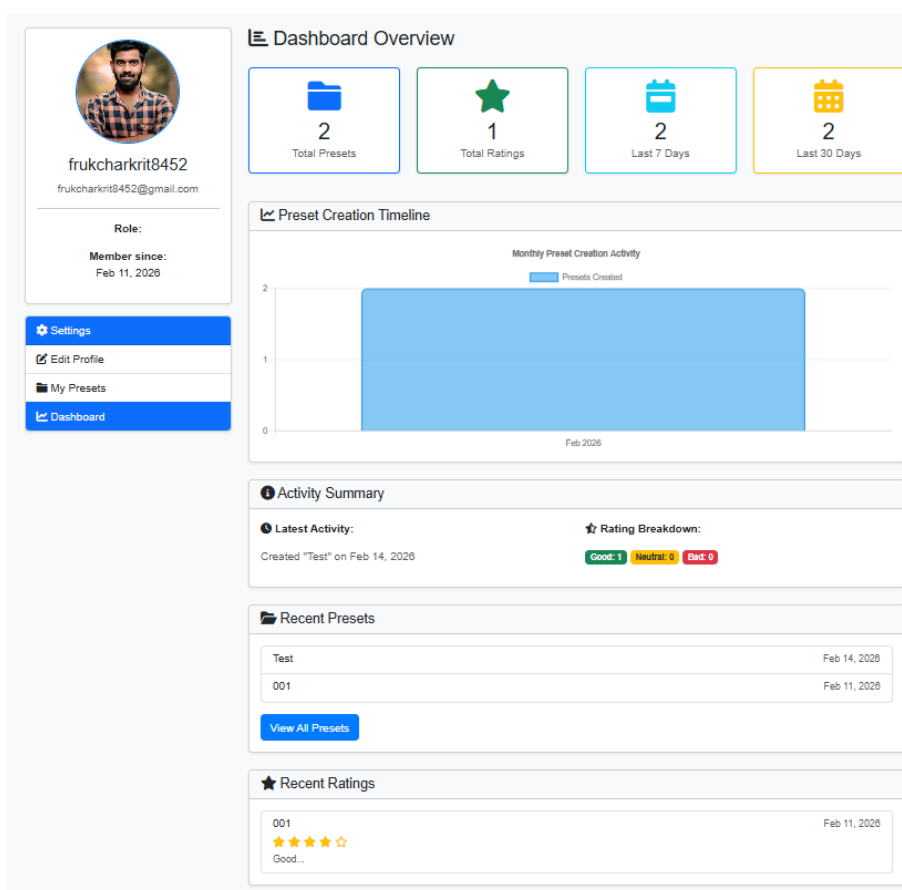 Dashboard Overview
frukcharkrit8452
frukcharkrit8452@gmail.com
Role:
Member since:
Feb 11, 2026
Settings
Edit Profile
My Presets
Dashboard
2
Total Presets
1
Total Ratings
2
Last 7 Days
2
Last 30 Days
Preset Creation Timeline
Monthly Preset Creation Activity
Presets Created
2
1
0
Feb 2026
Activity Summary
Latest Activity:
Created "Test" on Feb 14, 2026
Rating Breakdown:
Good: 1 Neutral: 0 Bad: 0
Recent Presets
Test Feb 14, 2026
001 Feb 11, 2026
View All Presets
Recent Ratings
001 Feb 11, 2026
Good...